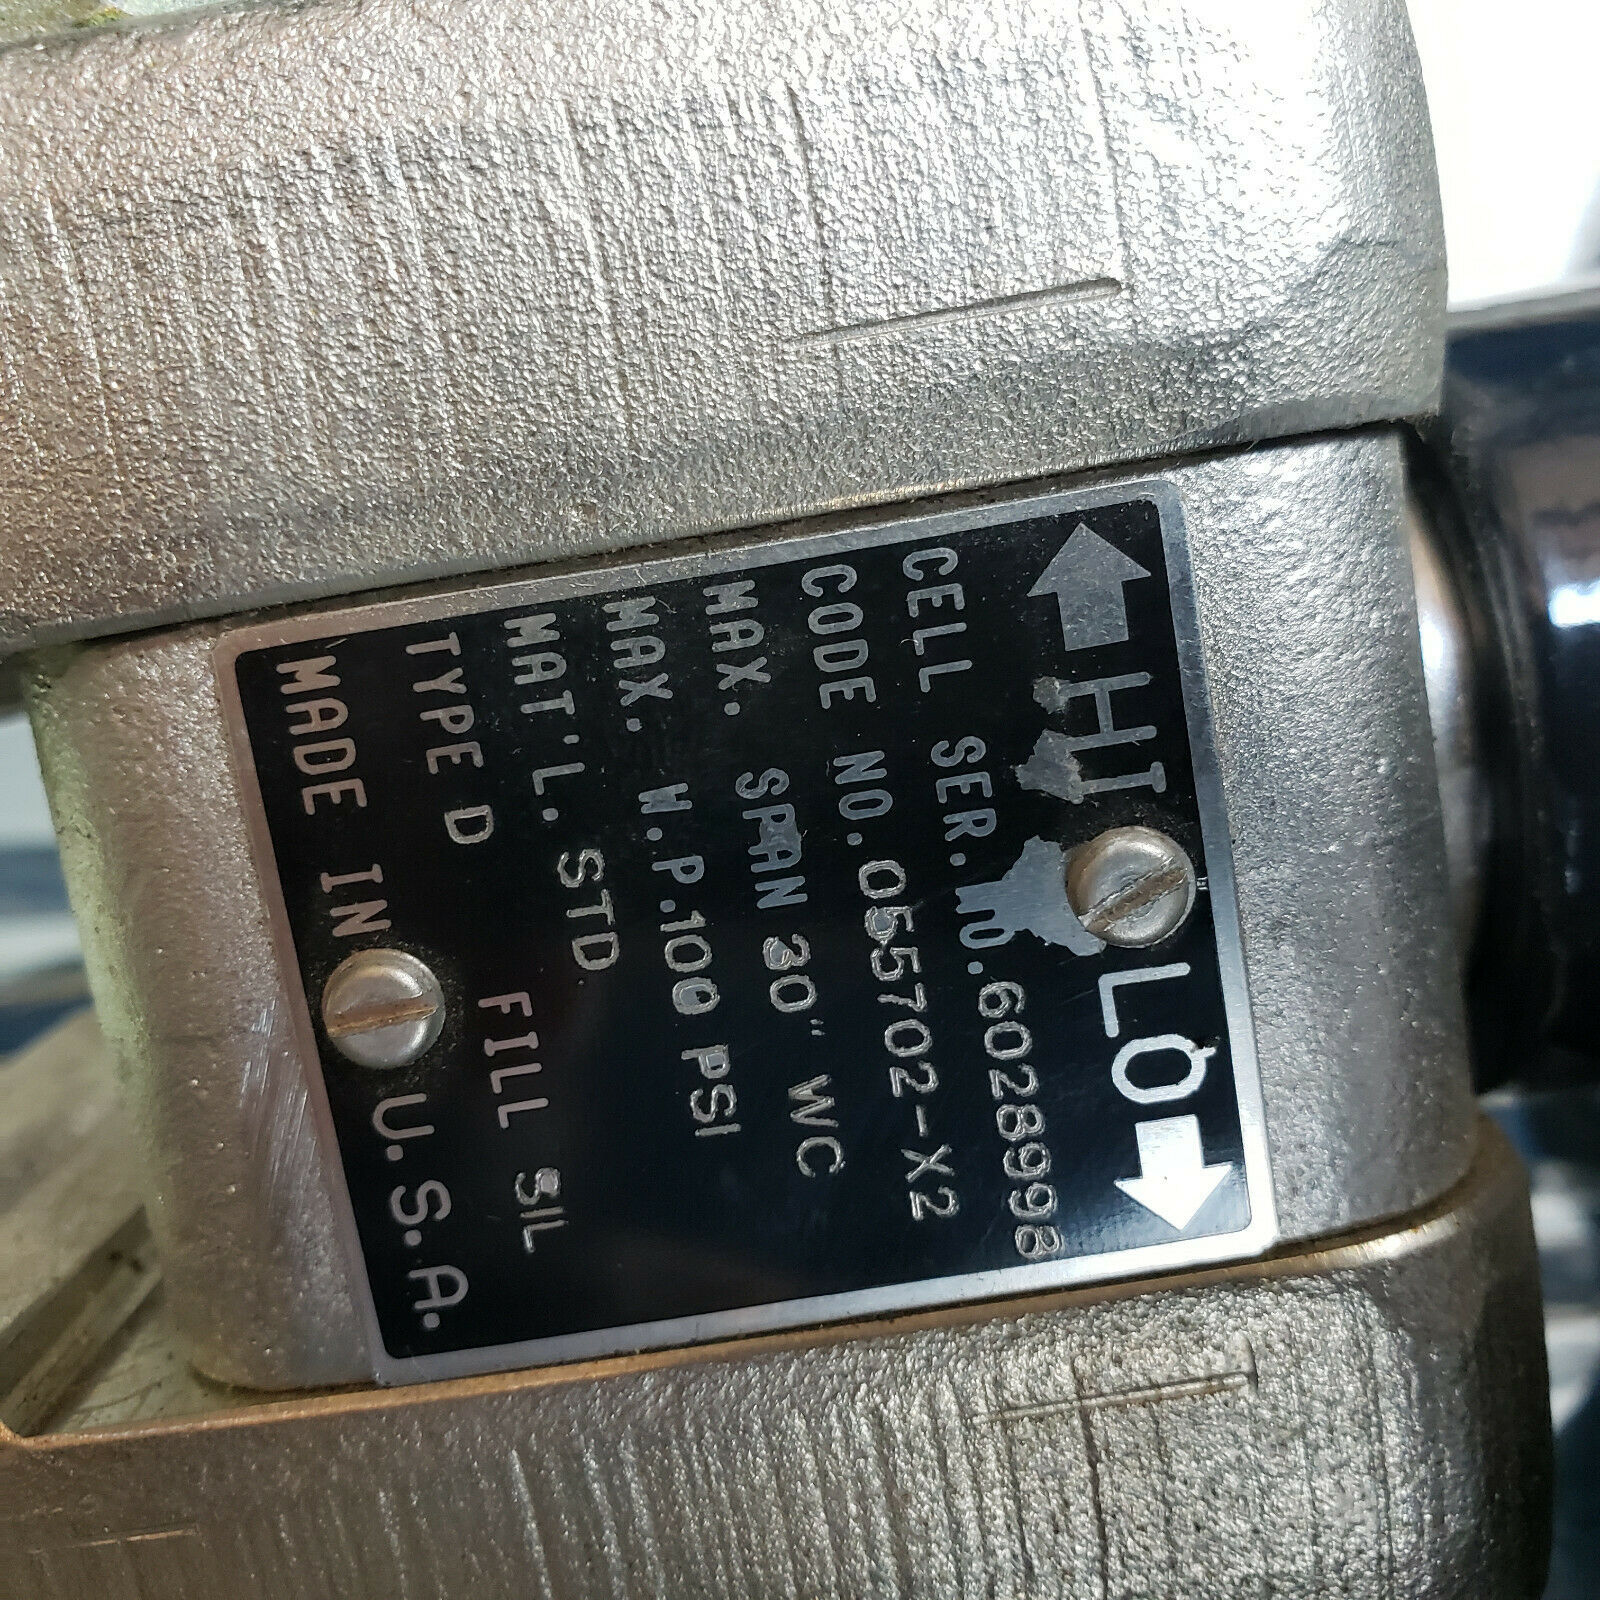 HI LO
CELL SER. NO. 6028998
CODE NO. 055702-X2
MAX. SPAN 30" WC
MAX. W.P. 100 PSI
MAT'L. STD
TYPE D FILL SIL
MADE IN U.S.A.